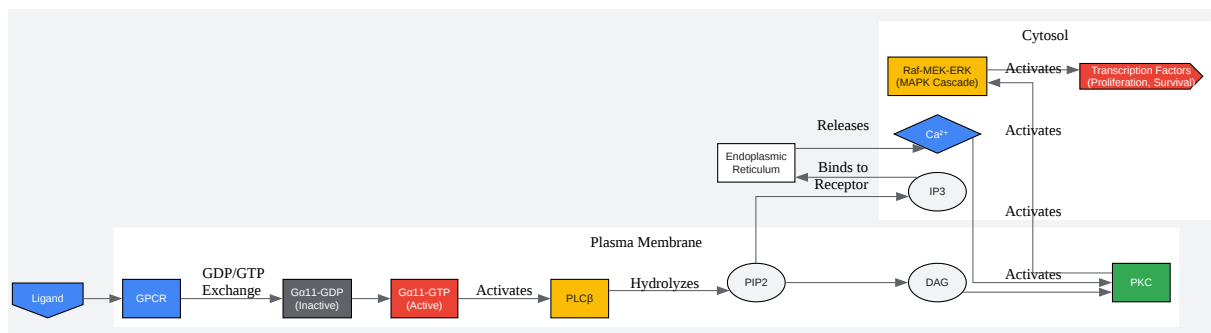 Cytosol
Raf-MEK-ERK
(MAPK Cascade)
Activates
Transcription Factors
(Proliferation, Survival)
Releases
Ca²⁺
Activates
Endoplasmic
Reticulum
Binds to
Receptor
IP3
Activates
Plasma Membrane
Ligand
GPCR
GDP/GTP
Exchange
Gα11-GDP
(Inactive)
Gα11-GTP
(Active)
Activates
PLCβ
Hydrolyzes
PIP2
DAG
Activates
PKC